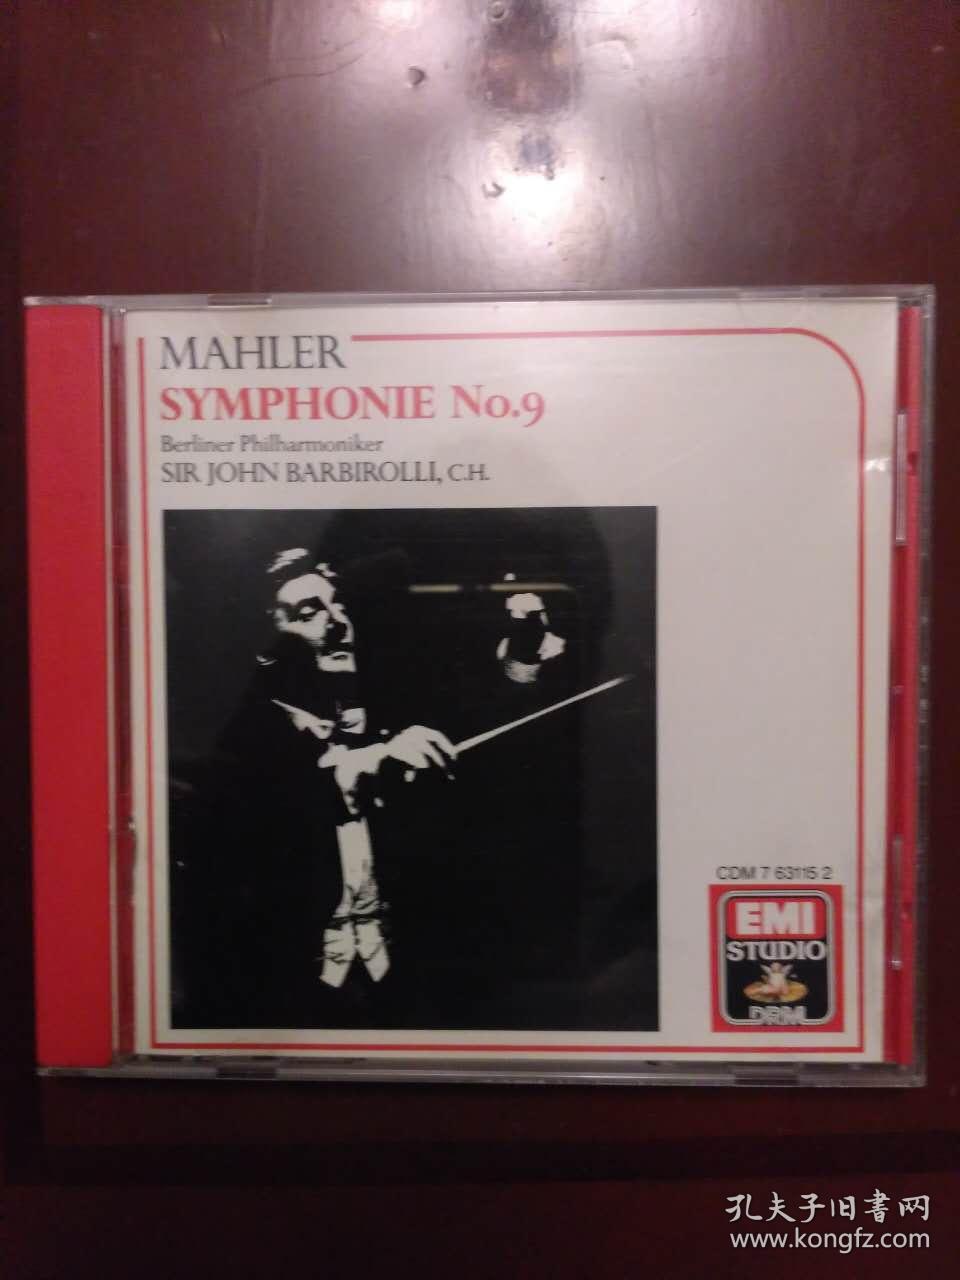 MAHLER
SYMPHONIE No.9
Berliner Philharmoniker
SIR JOHN BARBIROLLI, C.H.
CDM 7 63115 2
EMI
STUDIO
DRM
孔夫子旧书网
www.kongfz.com